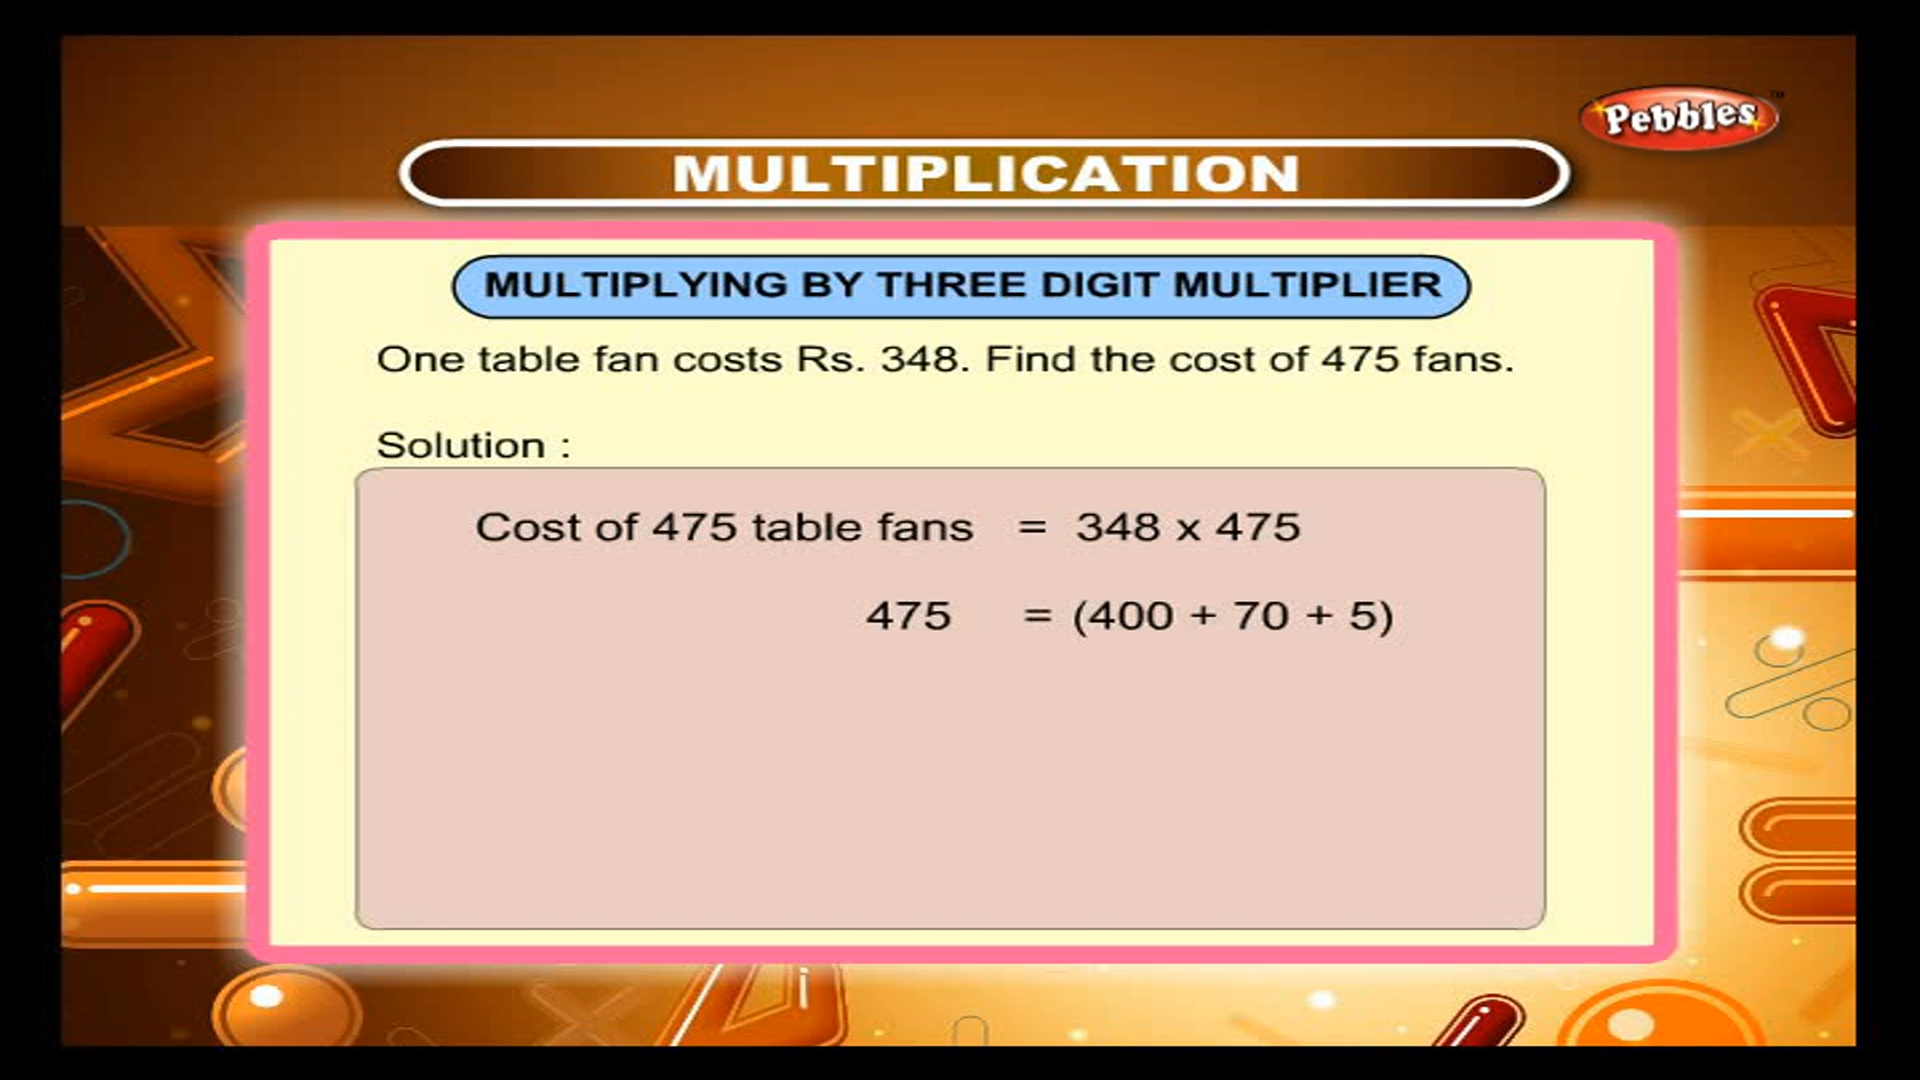 Pebbles™
MULTIPLICATION
MULTIPLYING BY THREE DIGIT MULTIPLIER
One table fan costs Rs. 348. Find the cost of 475 fans.
Solution :
Cost of 475 table fans = 348 x 475
475 = (400 + 70 + 5)